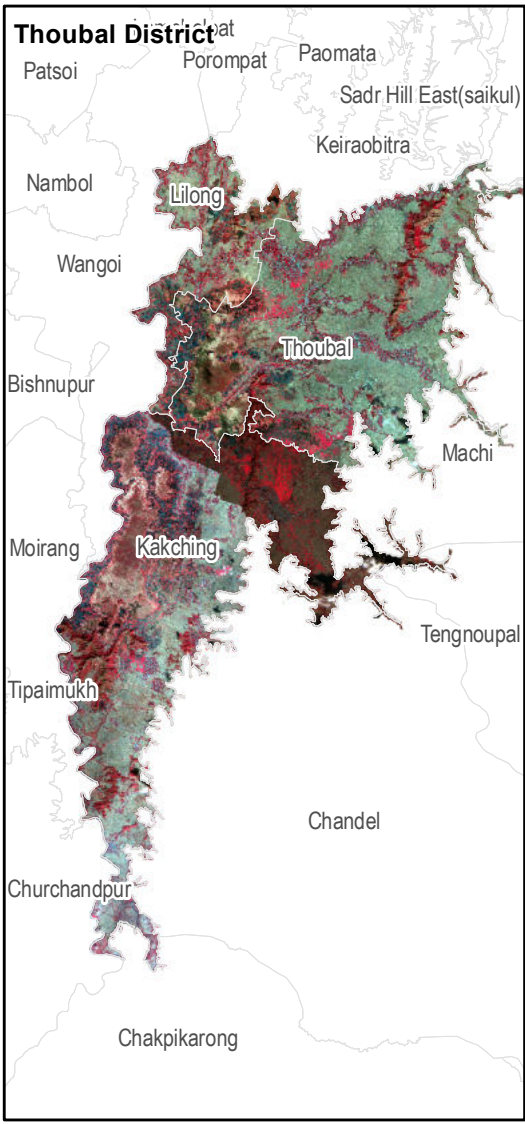 Thoubal District
Porompat
Paomata
Patsoi
Sadr Hill East(saikul)
Keiraobitra
Nambol
Lilong
Wangoi
Thoubal
Bishnupur
Machi
Moirang
Kakching
Tengnoupal
Tipaimukh
Chandel
Churchandpur
Chakpikarong